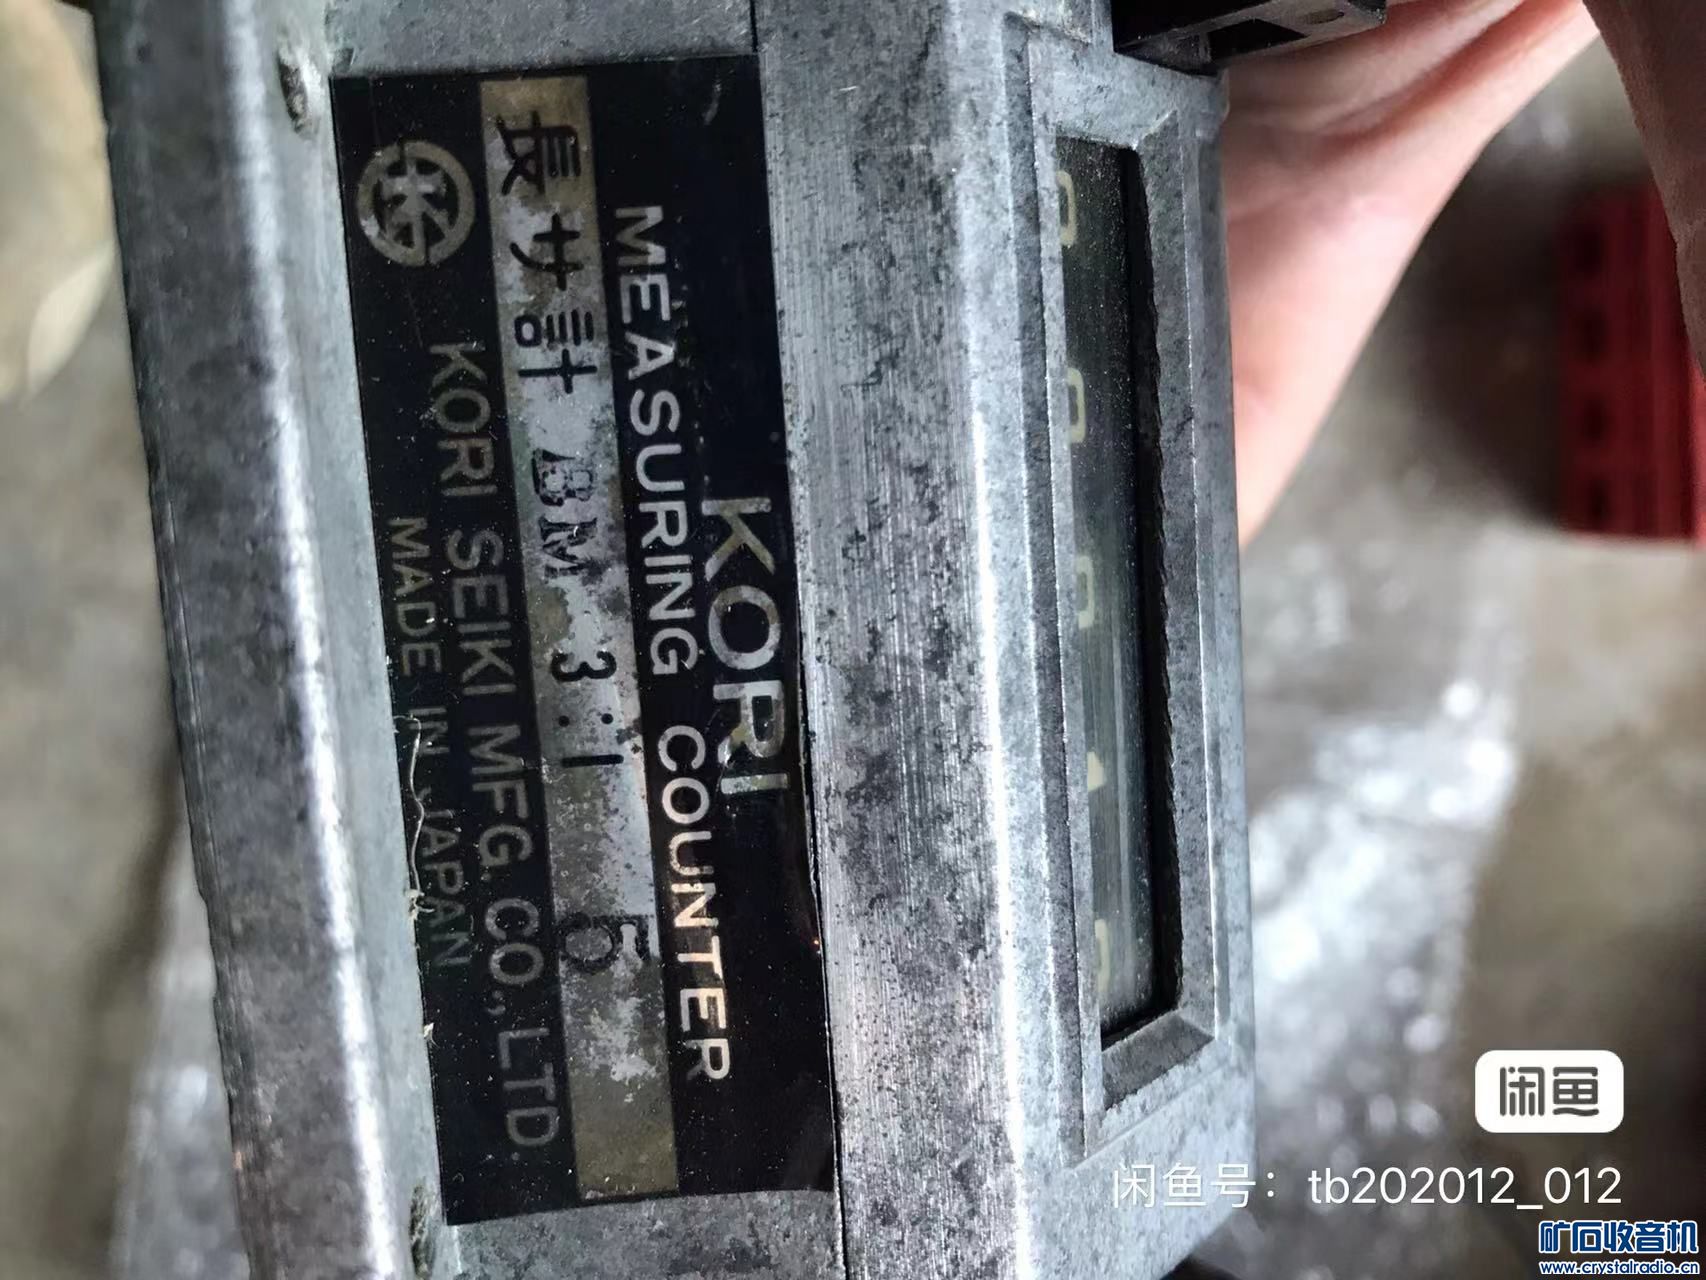 KORI
MEASURING COUNTER
長サ計 BM 3:1 5
KORI SEIKI MFG. CO., LTD.
MADE IN JAPAN
闲鱼
闲鱼号：tb202012_012
矿石收音机
www.crystalradio.cn